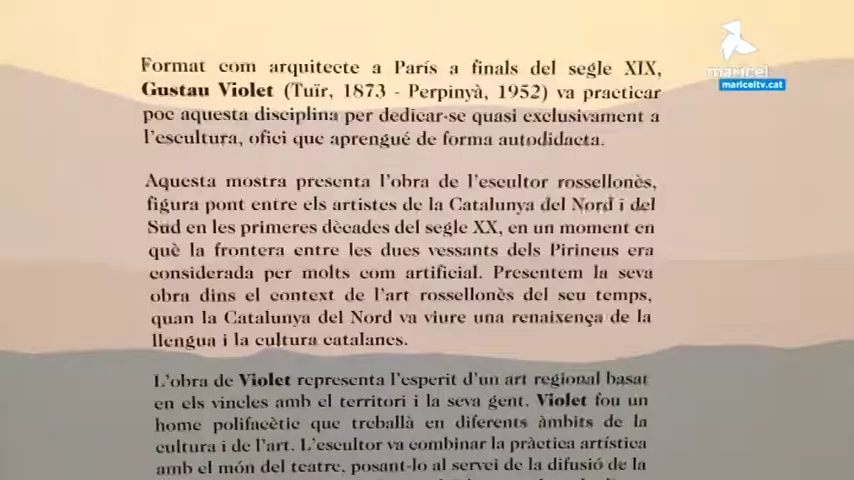 maricel
mariceltv.cat
Format com arquitecte a París a finals del segle XIX,
Gustau Violet (Tuïr, 1873 - Perpinyà, 1952) va practicar
poc aquesta disciplina per dedicar-se quasi exclusivament a
l'escultura, ofici que aprengué de forma autodidacta.
Aquesta mostra presenta l'obra de l'escultor rossellonès,
figura pont entre els artistes de la Catalunya del Nord i del
Sud en les primeres dècades del segle XX, en un moment en
què la frontera entre les dues vessants dels Pirineus era
considerada per molts com artificial. Presentem la seva
obra dins el context de l'art rossellonès del seu temps,
quan la Catalunya del Nord va viure una renaixença de la
llengua i la cultura catalanes.
L'obra de Violet representa l'esperit d'un art regional basat
en els vincles amb el territori i la seva gent. Violet fou un
home polifacètic que treballà en diferents àmbits de la
cultura i de l'art. L'escultor va combinar la pràctica artística
amb el món del teatre, posant-lo al servei de la difusió de la